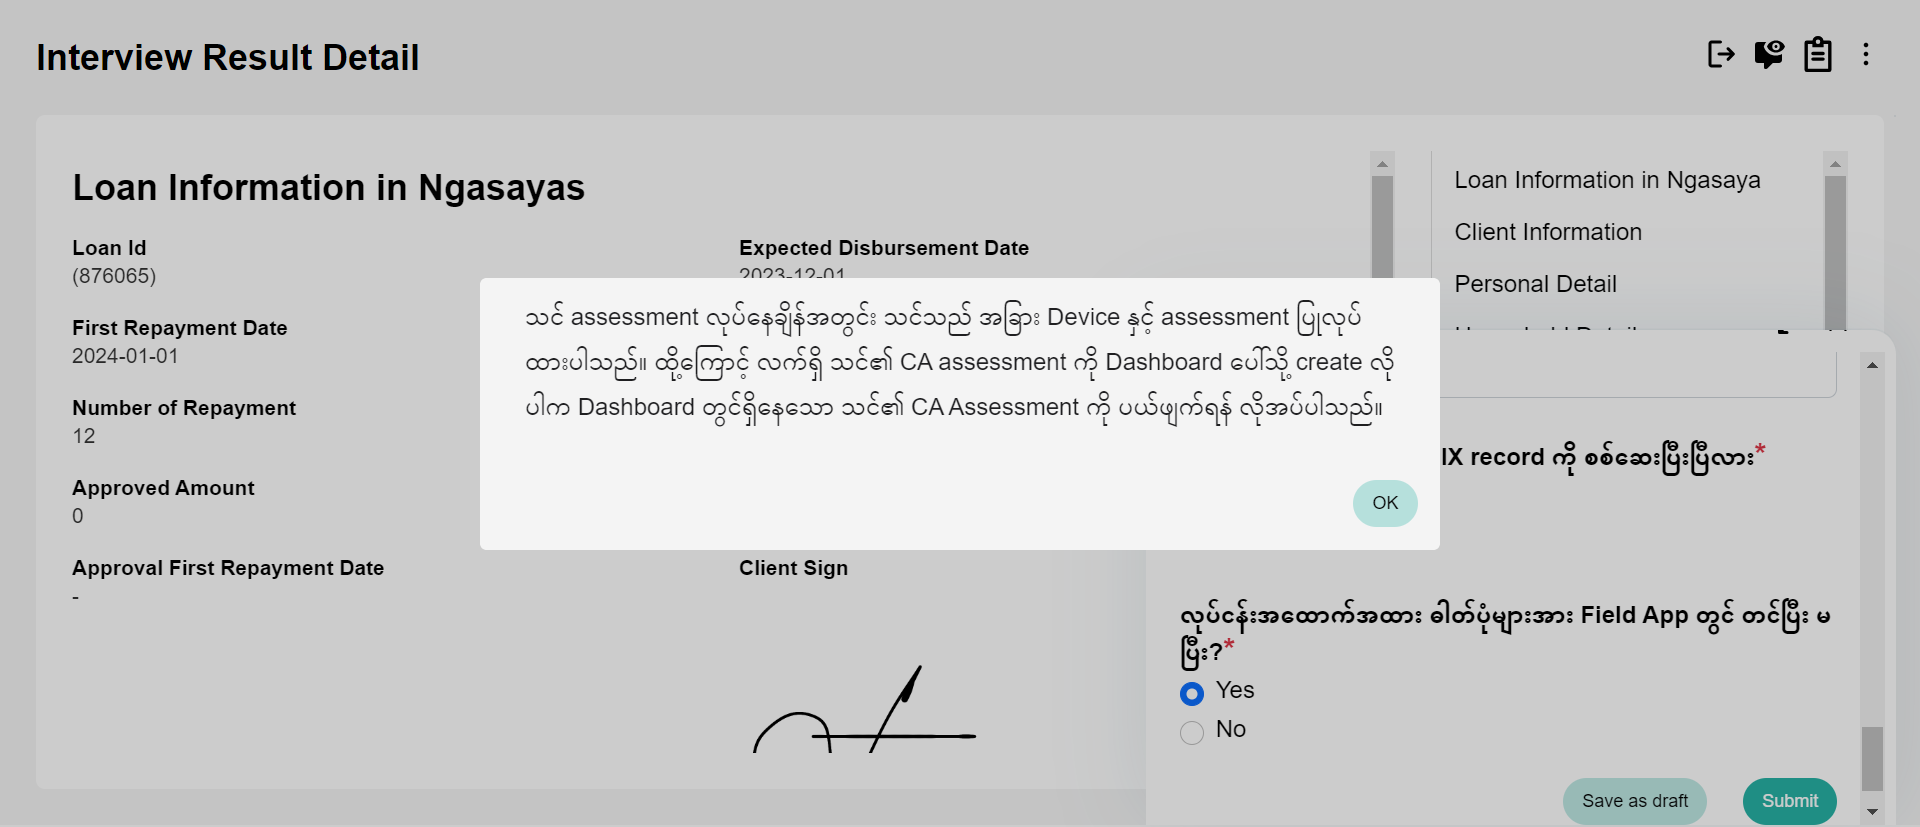 Interview Result Detail
Loan Information in Ngasayas
Loan Id
(876065)
Expected Disbursement Date
2023-12-01
First Repayment Date
2024-01-01
Number of Repayment
12
Approved Amount
0
Approval First Repayment Date
-
Client Sign
Loan Information in Ngasaya
Client Information
Personal Detail
Household Detail
သင် assessment လုပ်နေချိန်အတွင်း သင်သည် အခြား Device နှင့် assessment ပြုလုပ်
ထားပါသည်။ ထို့ကြောင့် လက်ရှိ သင်၏ CA assessment ကို Dashboard ပေါ်သို့ create လို
ပါက Dashboard တွင်ရှိနေသော သင်၏ CA Assessment ကို ပယ်ဖျက်ရန် လိုအပ်ပါသည်။
OK
IX record ကို စစ်ဆေးပြီးပြီလား*
လုပ်ငန်းအထောက်အထား ဓါတ်ပုံများအား Field App တွင် တင်ပြီး မ
ပြီး?*
Yes
No
Save as draft
Submit